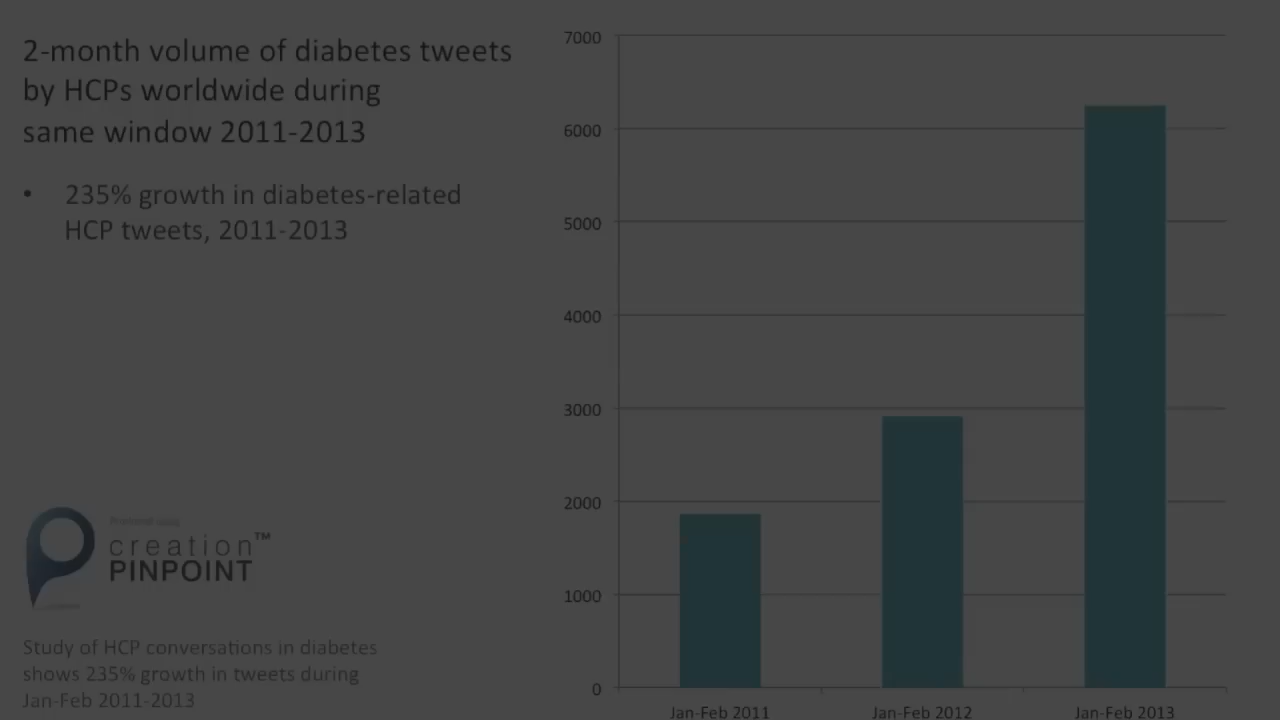 2-month volume of diabetes tweets
by HCPs worldwide during
same window 2011-2013
• 235% growth in diabetes-related
HCP tweets, 2011-2013
creation™
PINPOINT
Study of HCP conversations in diabetes
shows 235% growth in tweets during
Jan-Feb 2011-2013
7000
6000
5000
4000
3000
2000
1000
0
Jan-Feb 2011
Jan-Feb 2012
Jan-Feb 2013